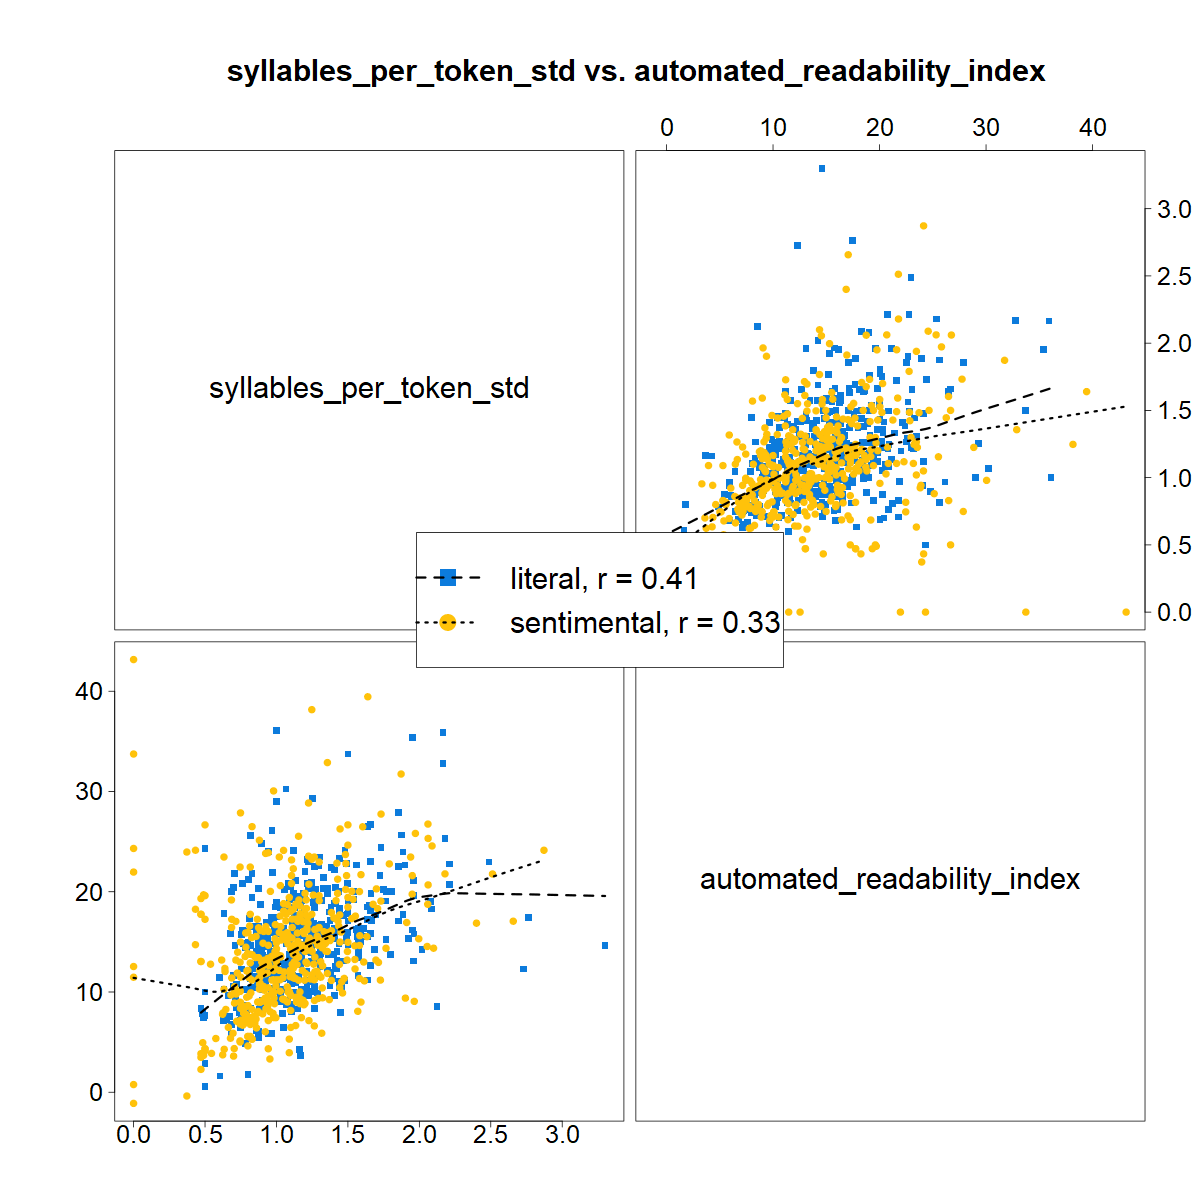 syllables_per_token_std vs. automated_readability_index
0 10 20 30 40
syllables_per_token_std
3.0
2.5
2.0
1.5
1.0
0.5
0.0
literal, r = 0.41
sentimental, r = 0.33
40
30
20
10
0
automated_readability_index
0.0 0.5 1.0 1.5 2.0 2.5 3.0